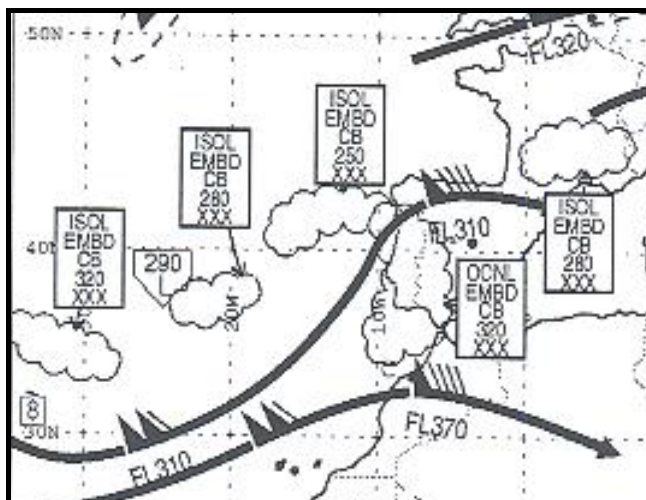 50N
FL320
ISOL
EMBD
CB
250
XXX
ISOL
EMBD
CB
280
XXX
ISOL
EMBD
CB
320
XXX
40N
290
20W
10W
FL310
ISOL
EMBD
CB
280
XXX
OCNL
EMBD
CB
320
XXX
8
30N
FL310
FL370